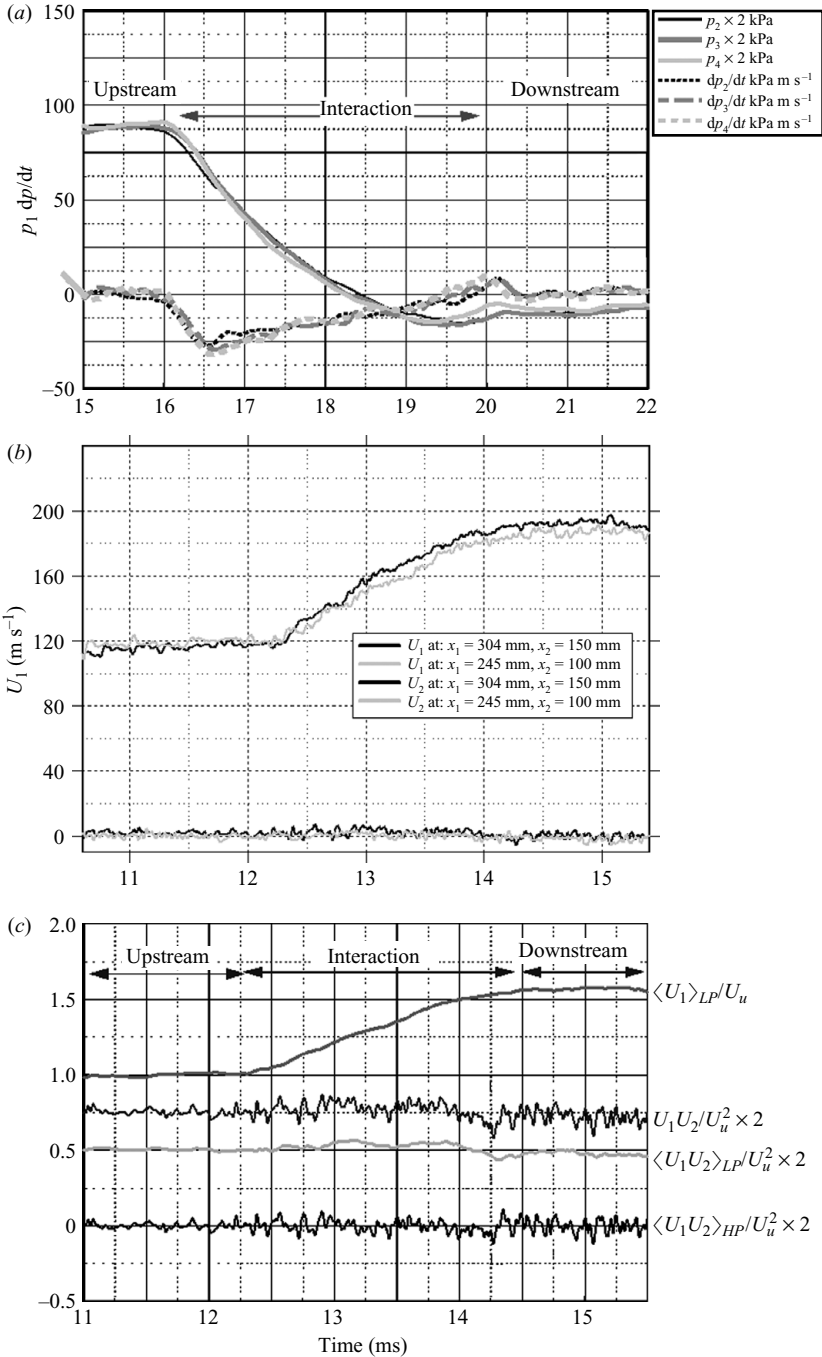 (a)
150
100
50
0
–50
p₁ dp/dt
Upstream
Interaction
Downstream
p₂ × 2 kPa
p₃ × 2 kPa
p₄ × 2 kPa
dp₂/dt kPa m s⁻¹
dp₃/dt kPa m s⁻¹
dp₄/dt kPa m s⁻¹
15 16 17 18 19 20 21 22
(b)
200
160
120
80
40
0
U₁ (m s⁻¹)
U₁ at: x₁ = 304 mm, x₂ = 150 mm
U₁ at: x₁ = 245 mm, x₂ = 100 mm
U₂ at: x₁ = 304 mm, x₂ = 150 mm
U₂ at: x₁ = 245 mm, x₂ = 100 mm
11 12 13 14 15
(c)
2.0
1.5
1.0
0.5
0
–0.5
Upstream
Interaction
Downstream
⟨U₁⟩LP/Uᵤ
U₁U₂/Uᵤ² × 2
⟨U₁U₂⟩LP/Uᵤ² × 2
⟨U₁U₂⟩HP/Uᵤ² × 2
11 12 13 14 15
Time (ms)